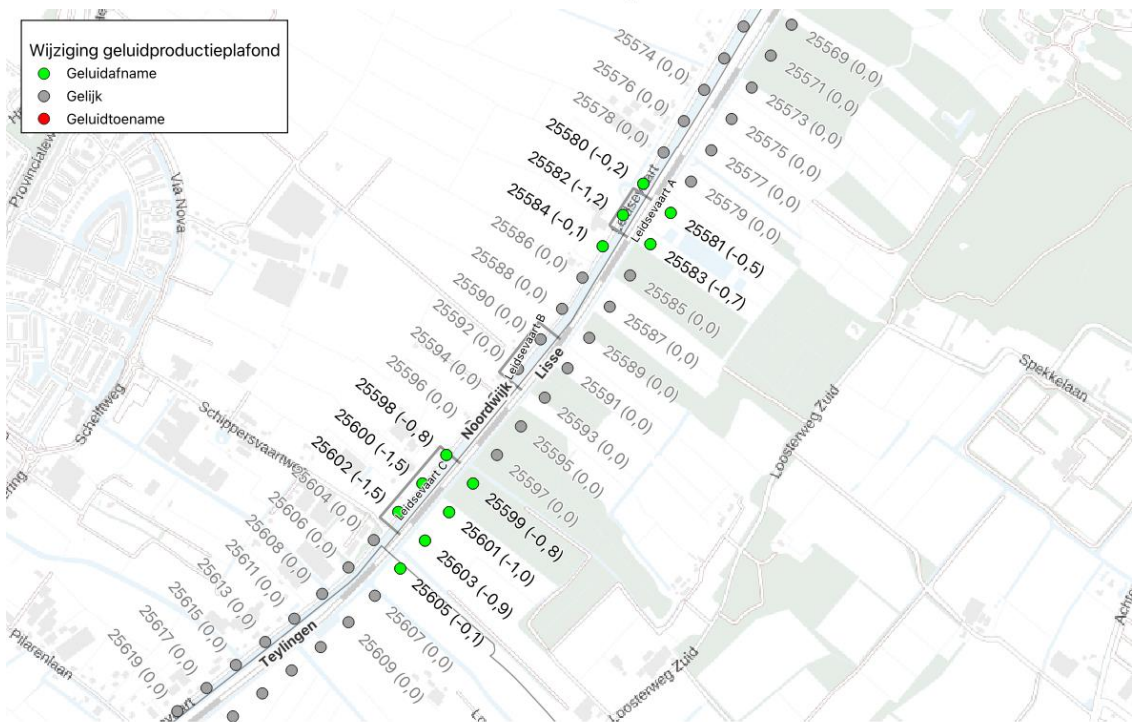 Wijziging geluidproductieplafond
Geluidafname
Gelijk
Geluidtoename
Provincialew
Via Nova
Schelftweg
ering
Schippersvaartwe
Pilarenlaan
25574 (0,0)
25576 (0,0)
25578 (0,0)
25580 (-0,2)
25582 (-1,2)
25584 (-0,1)
25586 (0,0)
25588 (0,0)
25590 (0,0)
25592 (0,0)
25594 (0,0)
25596 (0,0)
25598 (-0,8)
25600 (-1,5)
25602 (-1,5)
25604 (0,0)
25606 (0,0)
25608 (0,0)
25611 (0,0)
25613 (0,0)
25615 (0,0)
25617 (0,0)
25619 (0,0)
Leidsevaart A
Leidsevaart B
Leidsevaart C
Noordwijk
Lisse
Teylingen
25569 (0,0)
25571 (0,0)
25573 (0,0)
25575 (0,0)
25577 (0,0)
25579 (0,0)
25581 (-0,5)
25583 (-0,7)
25585 (0,0)
25587 (0,0)
25589 (0,0)
25591 (0,0)
25593 (0,0)
25595 (0,0)
25597 (0,0)
25599 (-0,8)
25601 (-1,0)
25603 (-0,9)
25605 (-0,1)
25607 (0,0)
25609 (0,0)
Loosterweg Zuid
Loosterweg Zuid
Spekkelaan
Achte